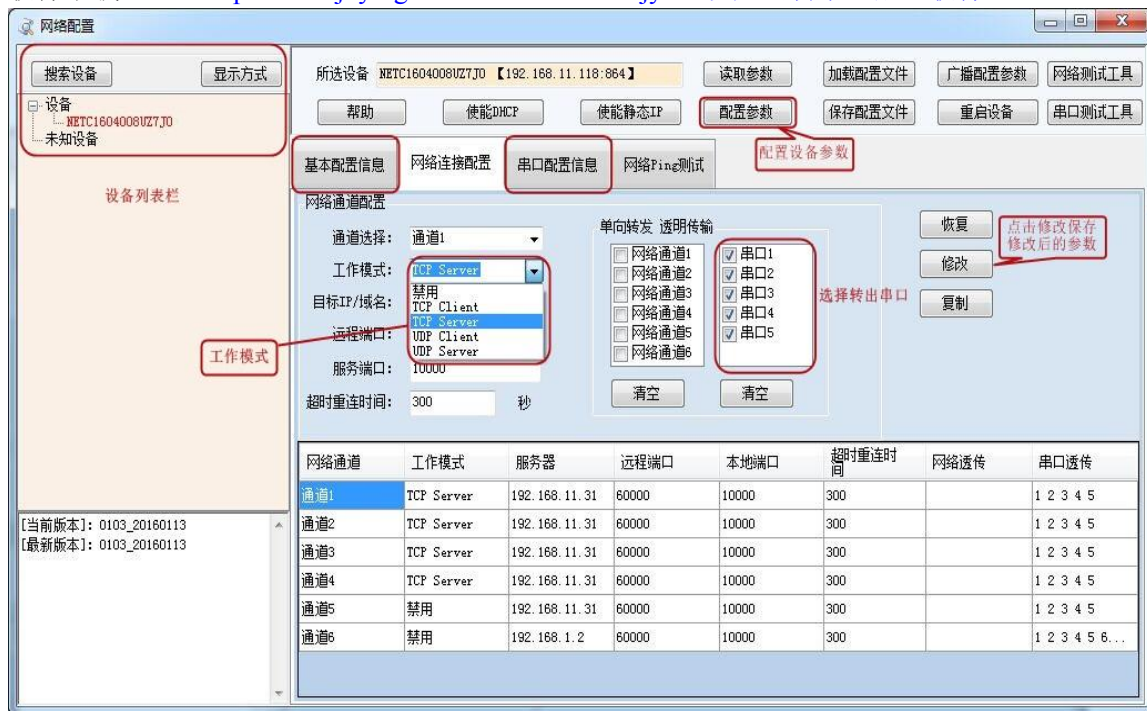 网络配置
搜索设备 显示方式
设备
NETC1604008UZ7J0
未知设备
设备列表栏
所选设备 NETC1604008UZ7J0 【192.168.11.118:864】 读取参数 加载配置文件 广播配置参数 网络测试工具
帮助 使能DHCP 使能静态IP 配置参数 保存配置文件 重启设备 串口测试工具
配置设备参数
基本配置信息 网络连接配置 串口配置信息 网络Ping测试
网络通道配置
通道选择: 通道1
工作模式: TCP Server
禁用
TCP Client
TCP Server
UDP Client
UDP Server
工作模式
目标IP/域名:
远程端口:
服务端口: 10000
超时重连时间: 300 秒
单向转发 透明传输
网络通道1 串口1
网络通道2 串口2
网络通道3 串口3
网络通道4 串口4
网络通道5 串口5
网络通道6
清空 清空
选择转出串口
恢复
修改
复制
点击修改保存
修改后的参数
网络通道 工作模式 服务器 远程端口 本地端口 超时重连时间 网络透传 串口透传
通道1 TCP Server 192.168.11.31 60000 10000 300 1 2 3 4 5
通道2 TCP Server 192.168.11.31 60000 10000 300 1 2 3 4 5
通道3 TCP Server 192.168.11.31 60000 10000 300 1 2 3 4 5
通道4 TCP Server 192.168.11.31 60000 10000 300 1 2 3 4 5
通道5 禁用 192.168.11.31 60000 10000 300 1 2 3 4 5
通道6 禁用 192.168.1.2 60000 10000 300 1 2 3 4 5 6...
[当前版本]: 0103_20160113
[最新版本]: 0103_20160113